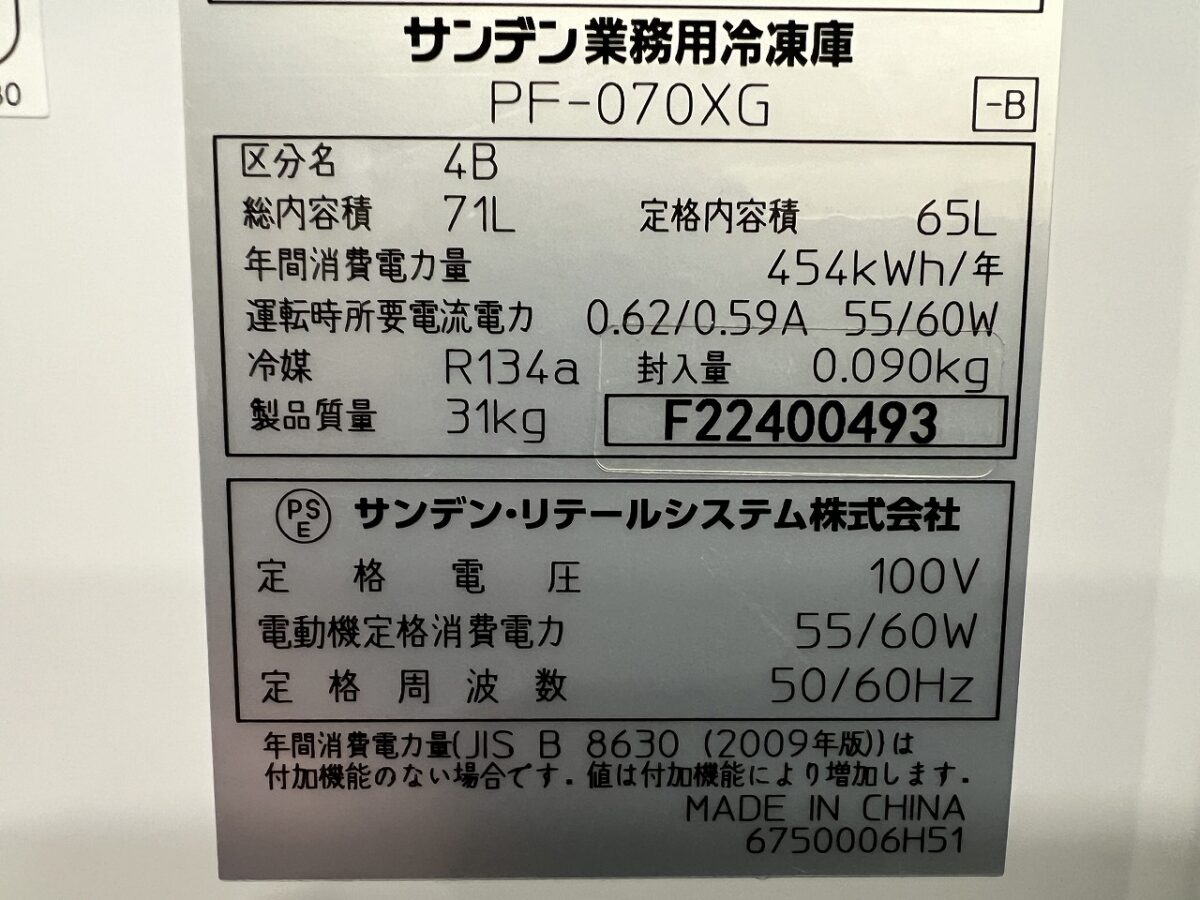 30
サンデン業務用冷凍庫
PF-070XG -B
区分名 4B
総内容積 71L 定格内容積 65L
年間消費電力量 454kWh/年
運転時所要電流電力 0.62/0.59A 55/60W
冷媒 R134a 封入量 0.090kg
製品質量 31kg F22400493
PSE サンデン・リテールシステム株式会社
定格電圧 100V
電動機定格消費電力 55/60W
定格周波数 50/60Hz
年間消費電力量(JIS B 8630 (2009年版))は
付加機能のない場合です.値は付加機能により増加します.
MADE IN CHINA
6750006H51